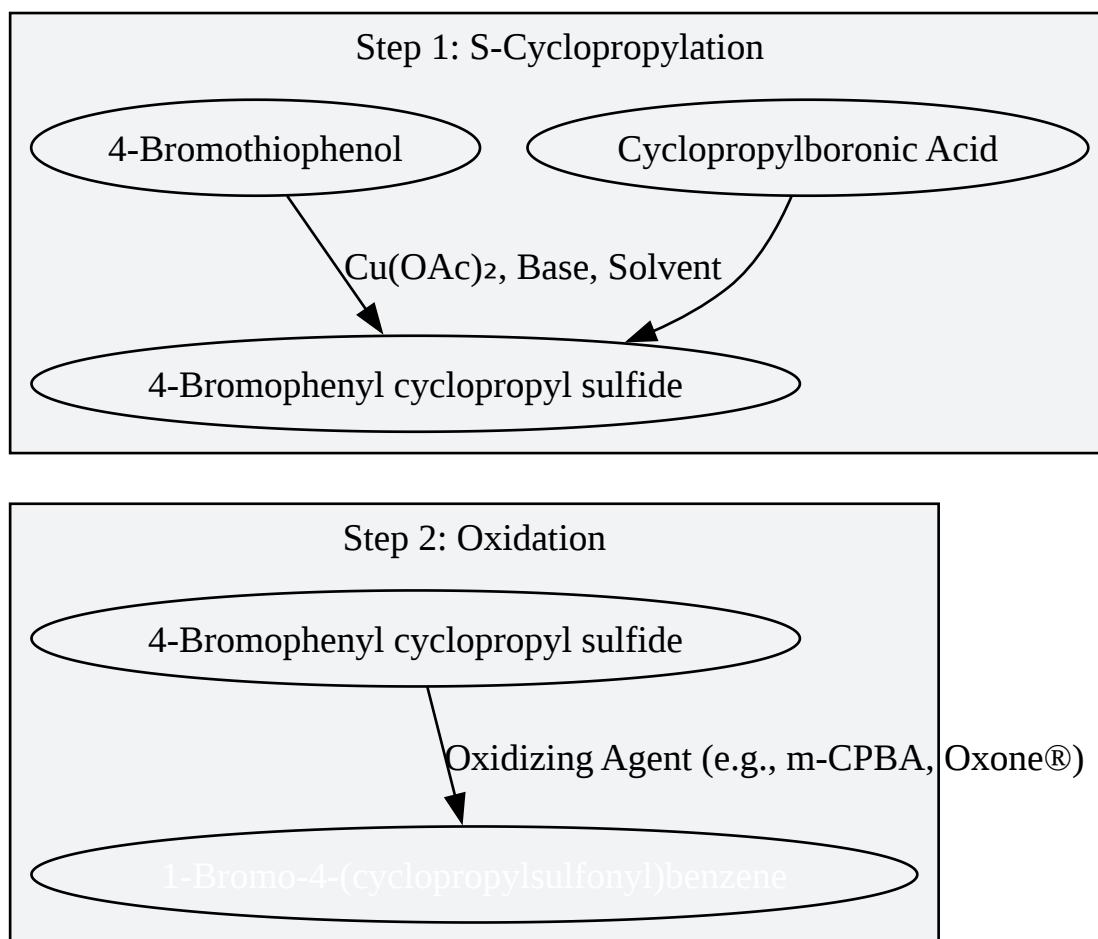 Step 1: S-Cyclopropylation
4-Bromothiophenol
Cyclopropylboronic Acid
Cu(OAc)₂, Base, Solvent
4-Bromophenyl cyclopropyl sulfide
Step 2: Oxidation
4-Bromophenyl cyclopropyl sulfide
Oxidizing Agent (e.g., m-CPBA, Oxone®)
1-Bromo-4-(cyclopropylsulfonyl)benzene